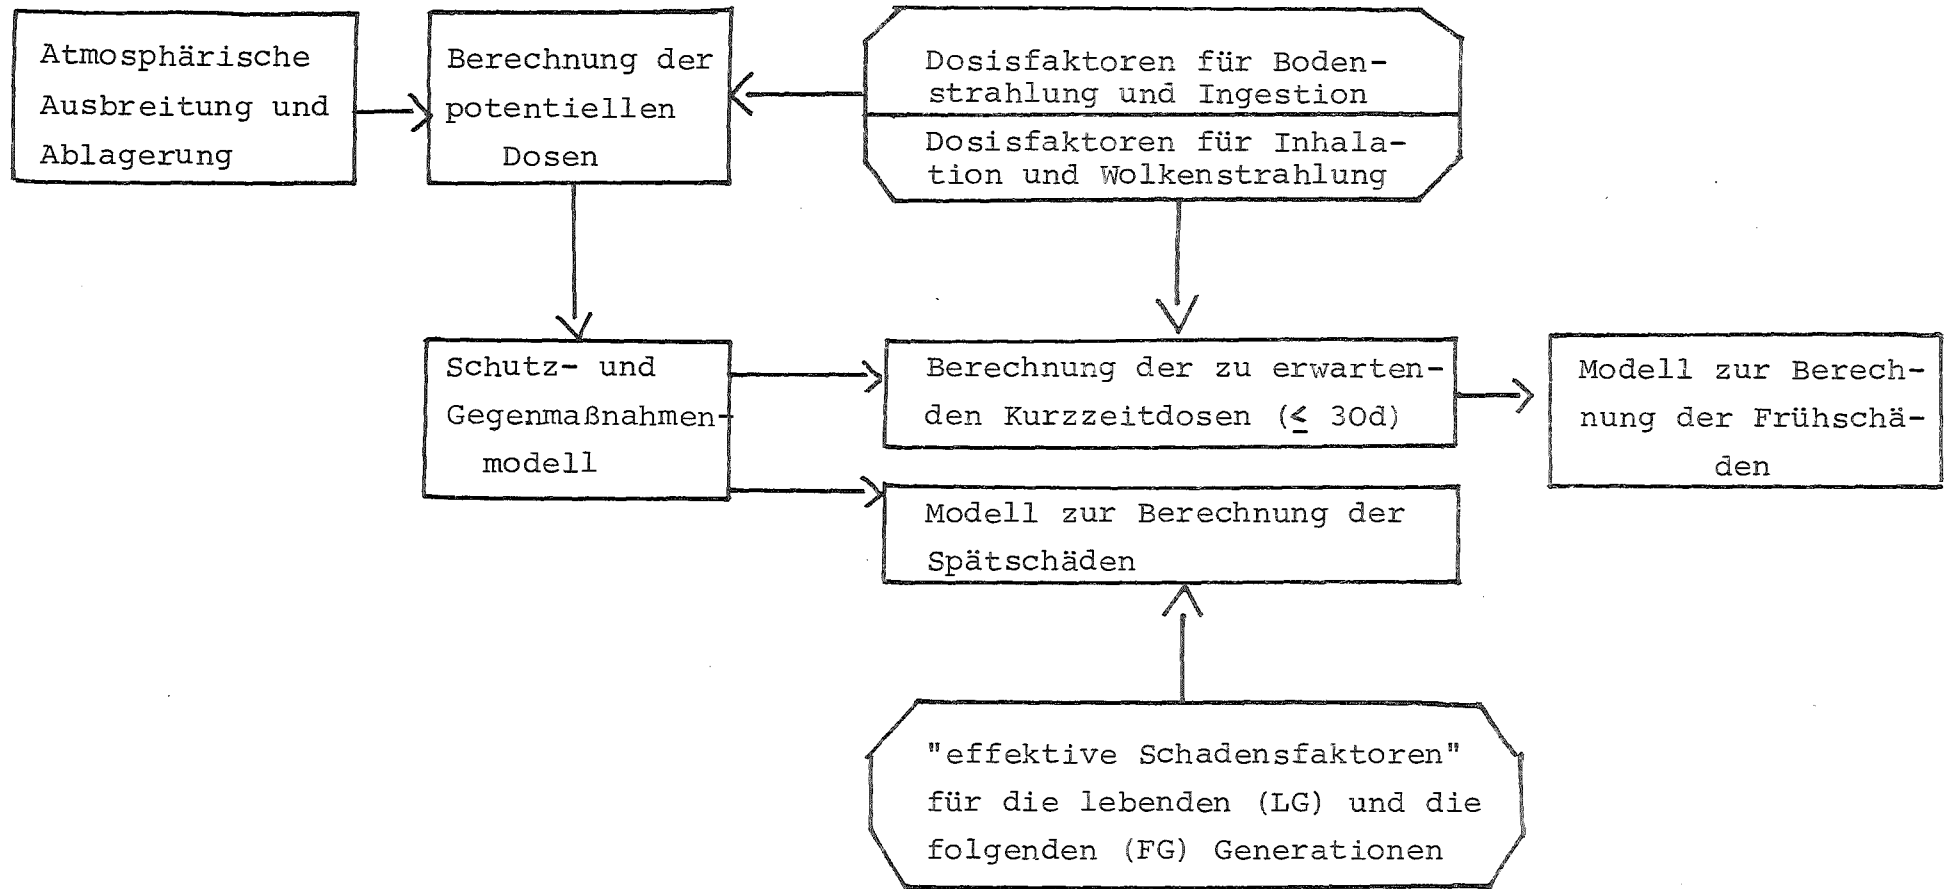 Atmosphärische
Ausbreitung und
Ablagerung
Berechnung der
potentiellen
Dosen
Dosisfaktoren für Boden-
strahlung und Ingestion
Dosisfaktoren für Inhala-
tion und Wolkenstrahlung
Schutz- und
Gegenmaßnahmen-
modell
Berechnung der zu erwarten-
den Kurzzeitdosen (≤ 30d)
Modell zur Berech-
nung der Frühschä-
den
Modell zur Berechnung der
Spätschäden
"effektive Schadensfaktoren"
für die lebenden (LG) und die
folgenden (FG) Generationen